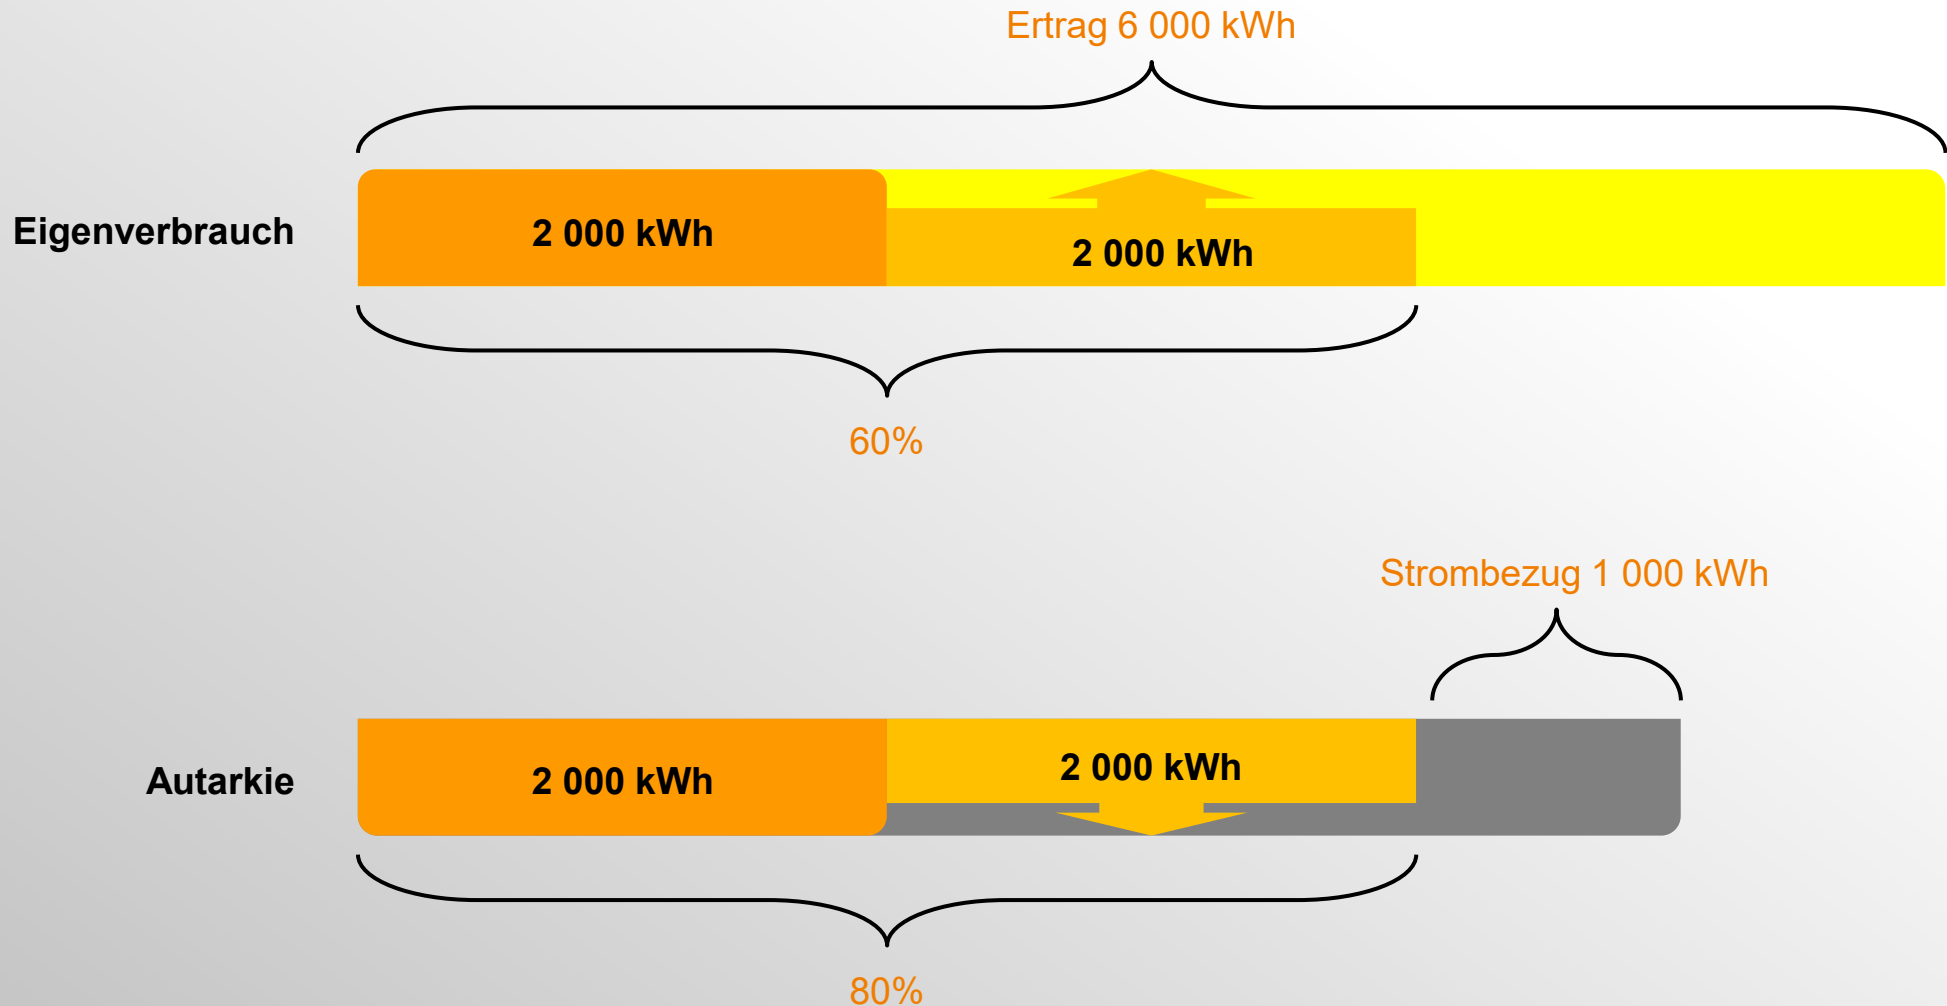 Ertrag 6 000 kWh
Eigenverbrauch
2 000 kWh
2 000 kWh
60%
Strombezug 1 000 kWh
Autarkie
2 000 kWh
2 000 kWh
80%